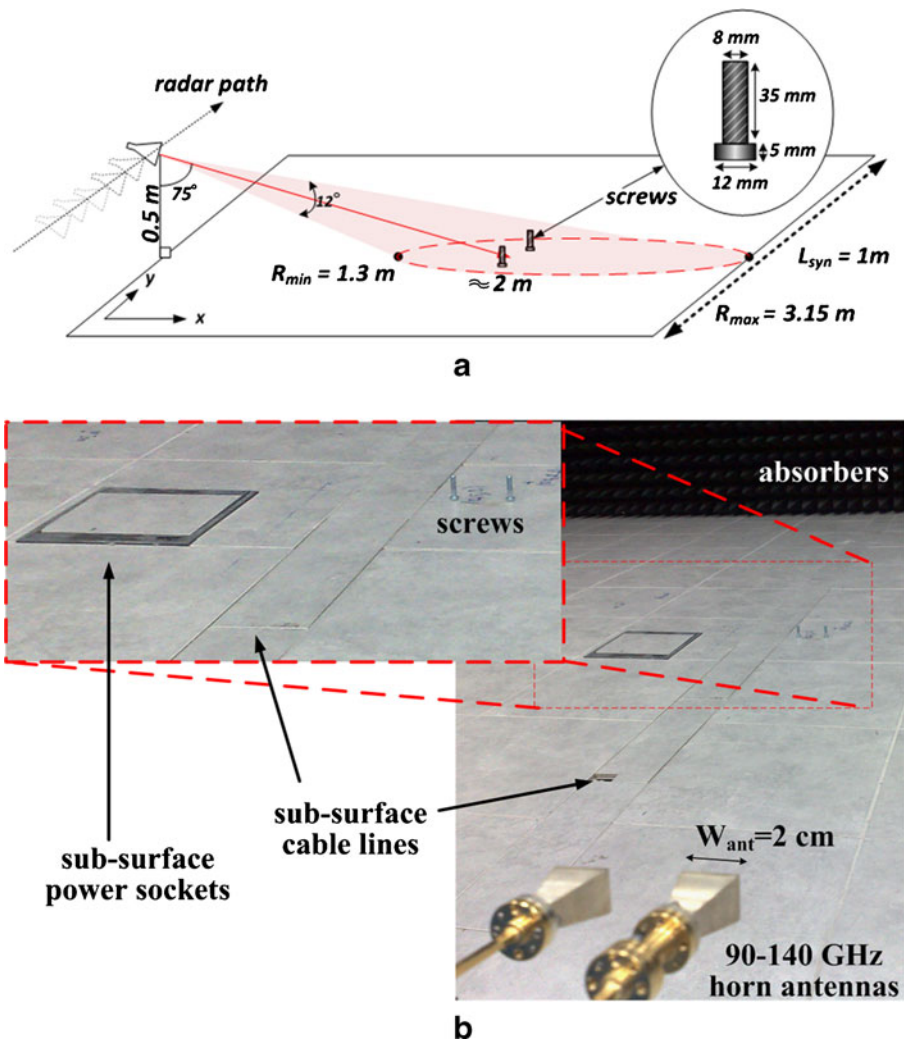 8 mm
radar path
35 mm
5 mm
75°
12°
12 mm
0.5 m
screws
R_min = 1.3 m
≈ 2 m
L_syn = 1m
y
x
R_max = 3.15 m
a
absorbers
screws
sub-surface
cable lines
sub-surface
power sockets
W_ant=2 cm
90-140 GHz
horn antennas
b